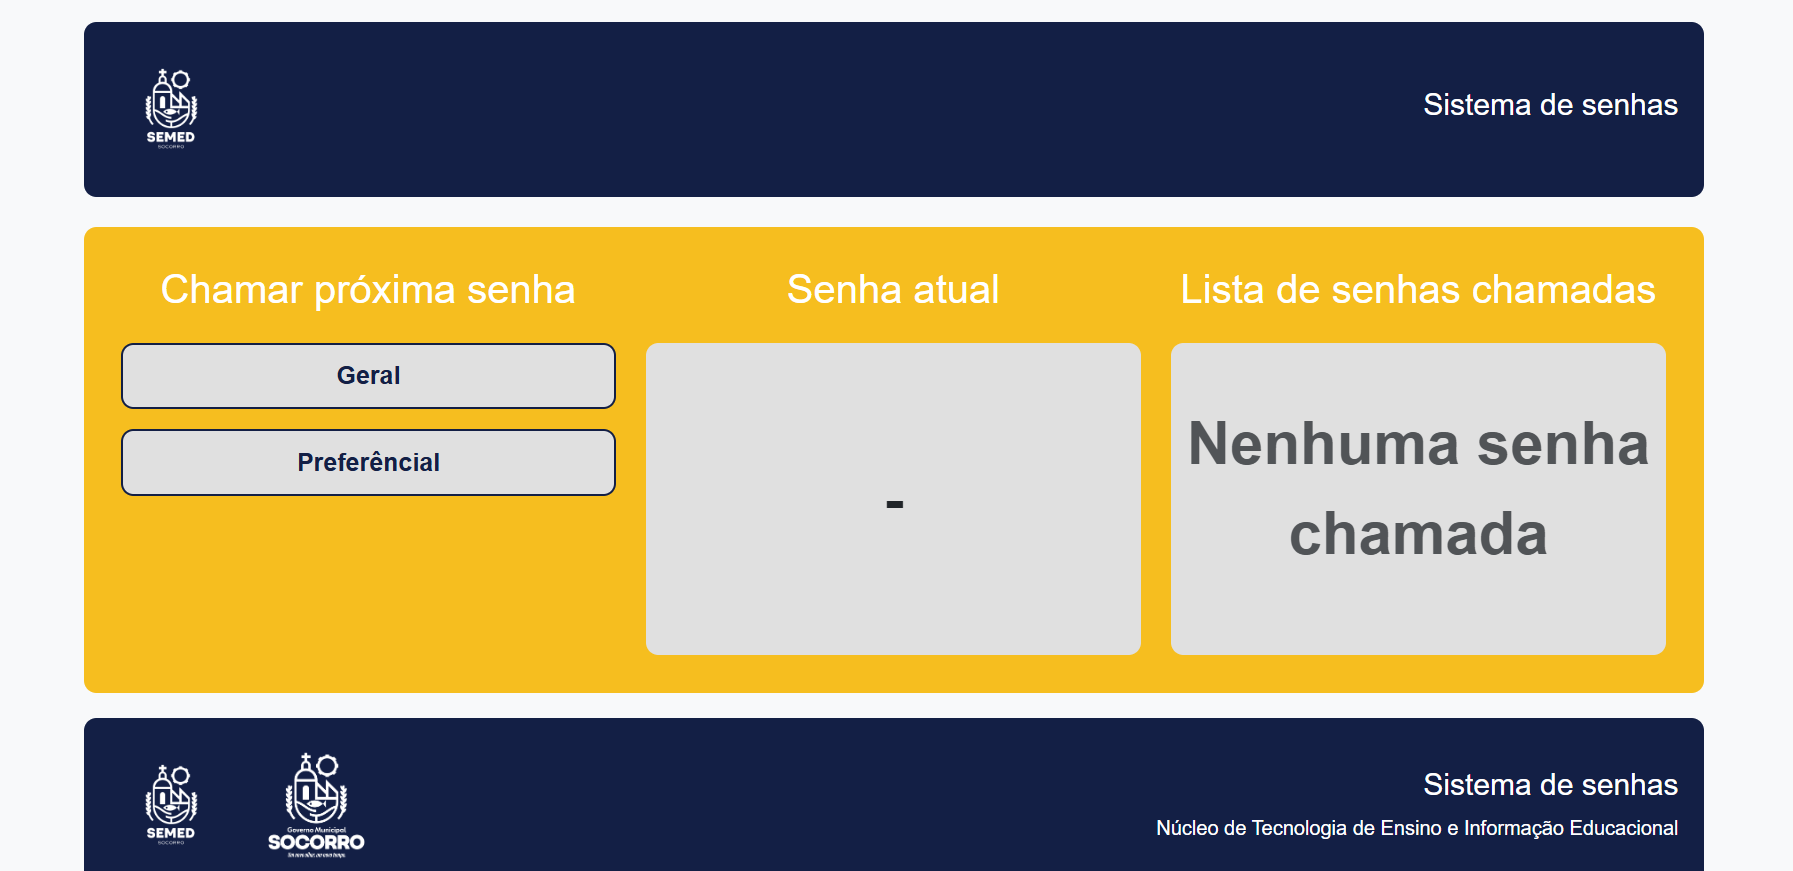 SEMED
SOCORRO
Sistema de senhas
Chamar próxima senha
Geral
Preferêncial
Senha atual
-
Lista de senhas chamadas
Nenhuma senha
chamada
SEMED
SOCORRO
Governo Municipal
SOCORRO
Sistema de senhas
Núcleo de Tecnologia de Ensino e Informação Educacional